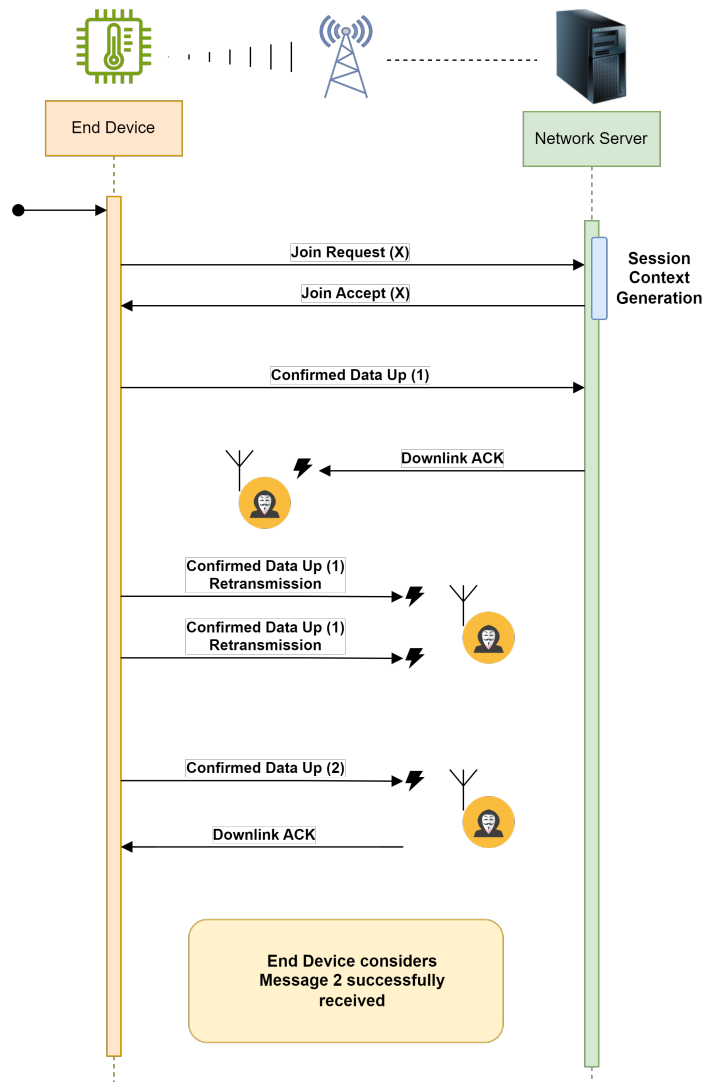 End Device
Network Server
Join Request (X)
Session
Context
Generation
Join Accept (X)
Confirmed Data Up (1)
Downlink ACK
Confirmed Data Up (1)
Retransmission
Confirmed Data Up (1)
Retransmission
Confirmed Data Up (2)
Downlink ACK
End Device considers
Message 2 successfully
received